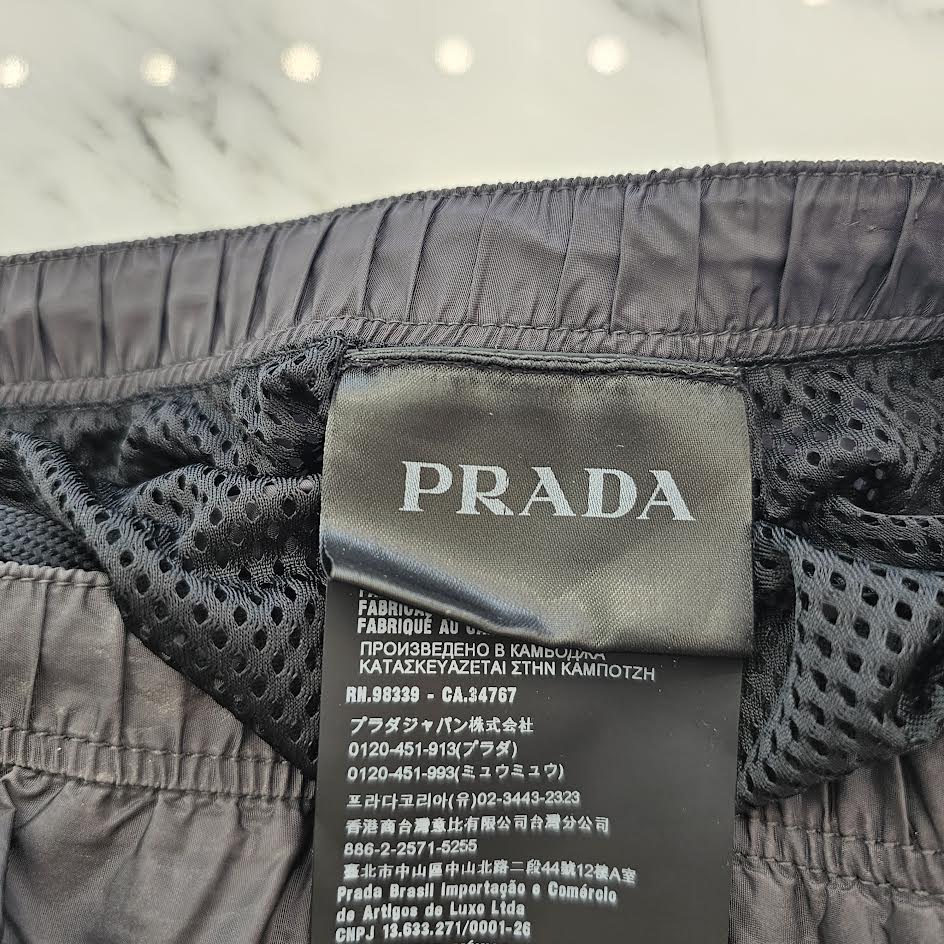 PRADA
FABRIQUÉ AU
ПРОИЗВЕДЕНО В КАМБОДЖА
ΚΑΤΑΣΚΕΥΑΖΕΤΑΙ ΣΤΗΝ ΚΑΜΠΟΤΖΗ
RN.98339 - CA.34767
プラダジャパン株式会社
0120-451-913(プラダ)
0120-451-993(ミュウミュウ)
프라다코리아(유)02-3443-2323
香港商台灣意比有限公司台灣分公司
886-2-2571-5255
臺北市中山區中山北路二段44號12樓A室
Prada Brasil Importação e Comércio
de Artigos de Luxo Ltda
CNPJ 13.633.271/0001-26